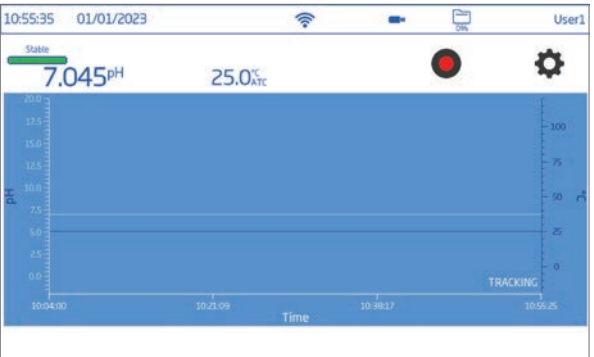 10:55:35 01/01/2023 0% User1
Stable
7.045pH 25.0°C ATC
20.0
17.5
15.0
12.5
10.0
7.5
5.0
2.5
0.0
pH
100
75
50
25
0
°C
TRACKING
10:04:00 10:21:09 10:38:17 10:55:25
Time